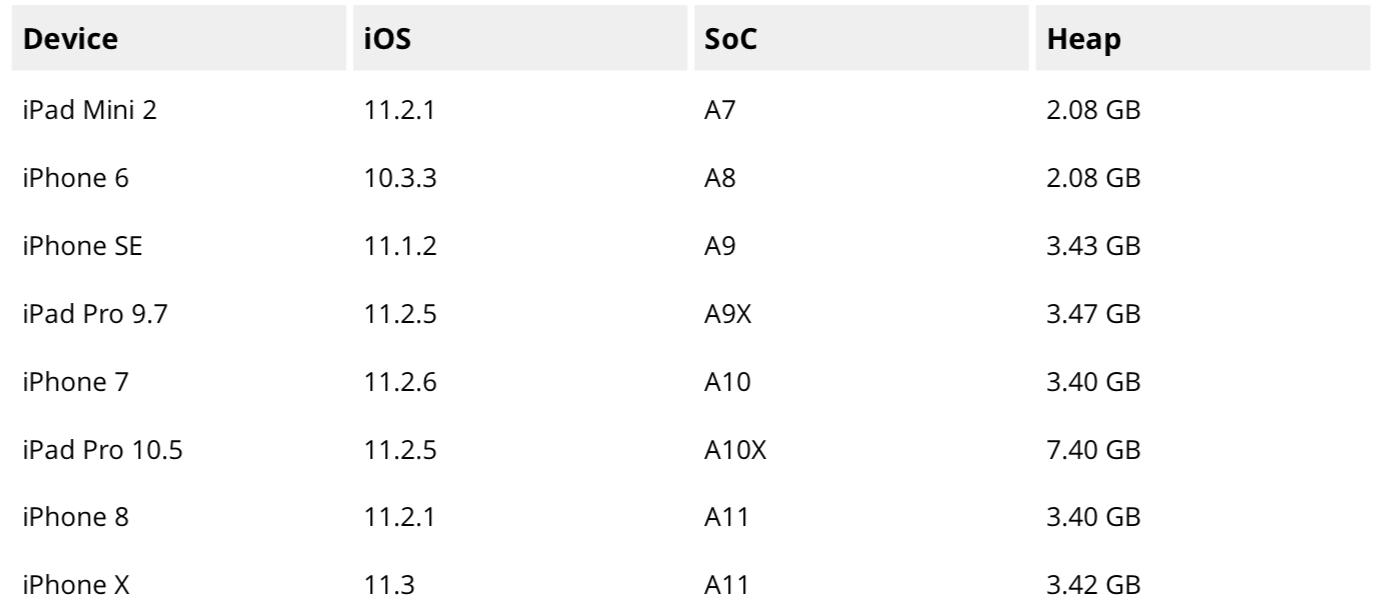 Device iOS SoC Heap
iPad Mini 2 11.2.1 A7 2.08 GB
iPhone 6 10.3.3 A8 2.08 GB
iPhone SE 11.1.2 A9 3.43 GB
iPad Pro 9.7 11.2.5 A9X 3.47 GB
iPhone 7 11.2.6 A10 3.40 GB
iPad Pro 10.5 11.2.5 A10X 7.40 GB
iPhone 8 11.2.1 A11 3.40 GB
iPhone X 11.3 A11 3.42 GB